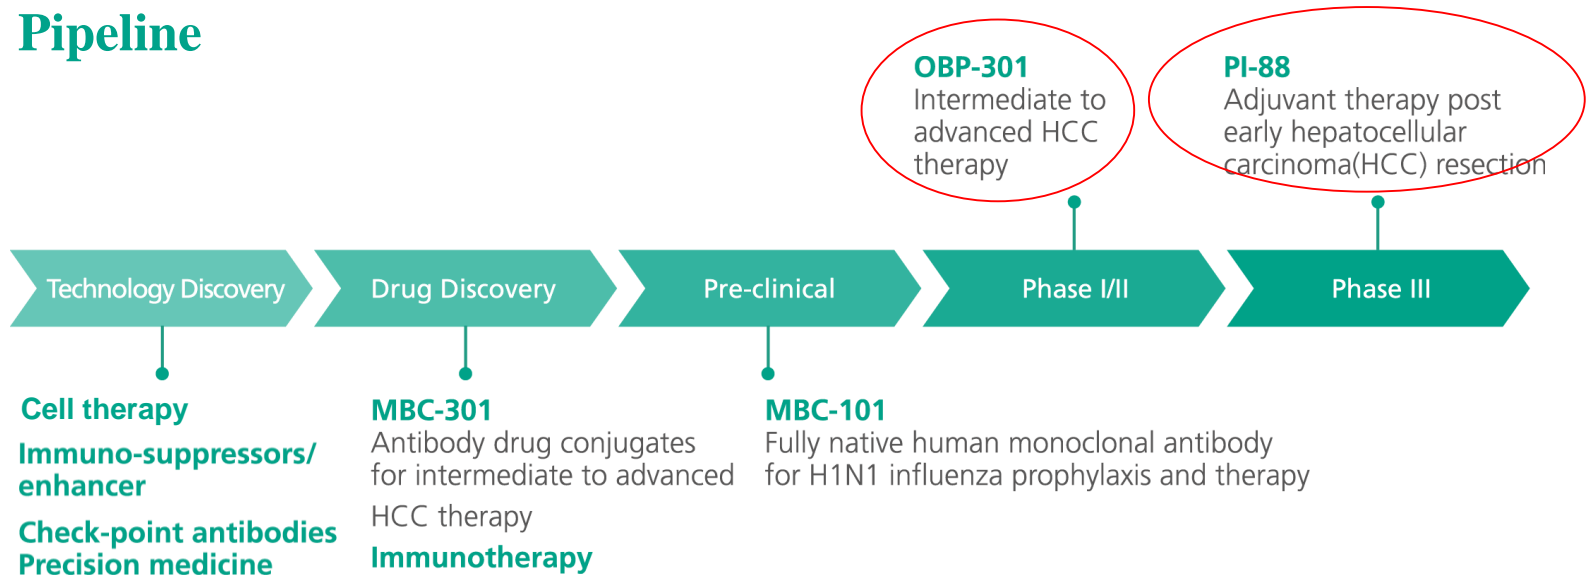 Pipeline
OBP-301
Intermediate to
advanced HCC
therapy
PI-88
Adjuvant therapy post
early hepatocellular
carcinoma(HCC) resection
Technology Discovery
Drug Discovery
Pre-clinical
Phase I/II
Phase III
Cell therapy
Immuno-suppressors/
enhancer
Check-point antibodies
Precision medicine
MBC-301
Antibody drug conjugates
for intermediate to advanced
HCC therapy
Immunotherapy
MBC-101
Fully native human monoclonal antibody
for H1N1 influenza prophylaxis and therapy